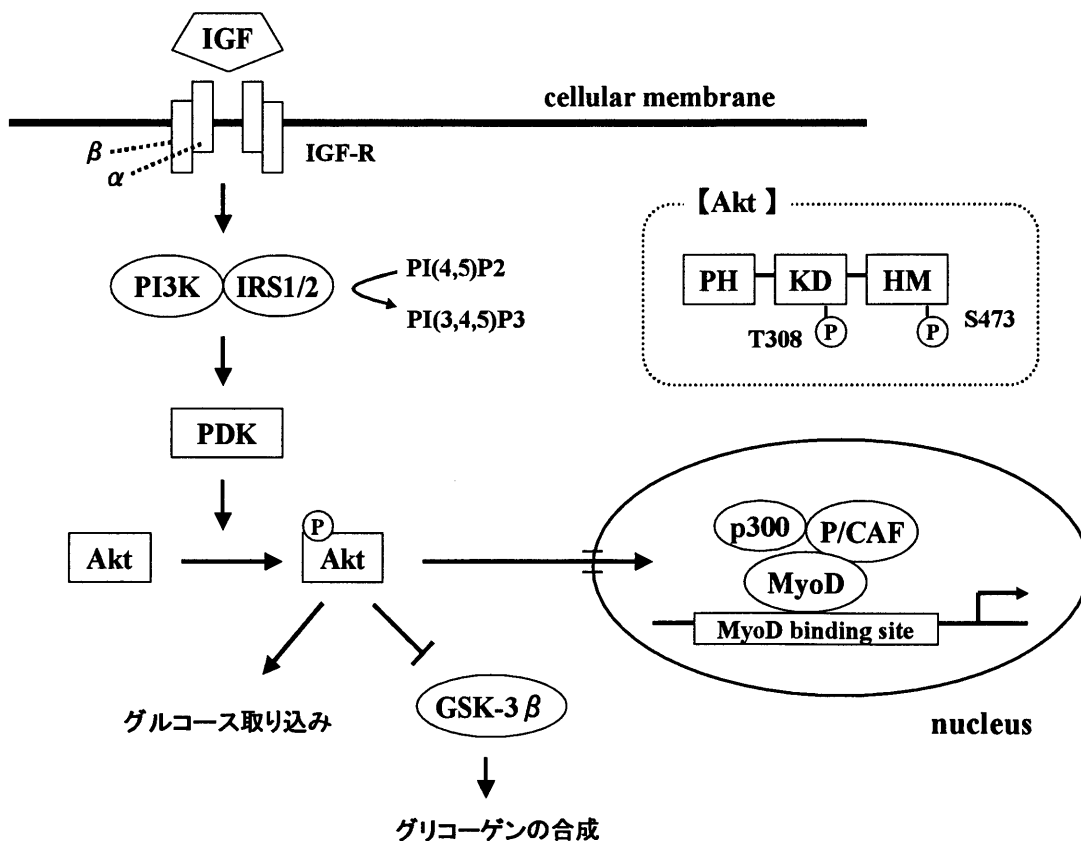 IGF
cellular membrane
β
α
IGF-R
【Akt】
PI3K
IRS1/2
PI(4,5)P2
PI(3,4,5)P3
PH
KD
HM
T308
P
P
S473
PDK
Akt
P
Akt
p300
P/CAF
MyoD
MyoD binding site
グルコース取り込み
GSK-3β
nucleus
グリコーゲンの合成